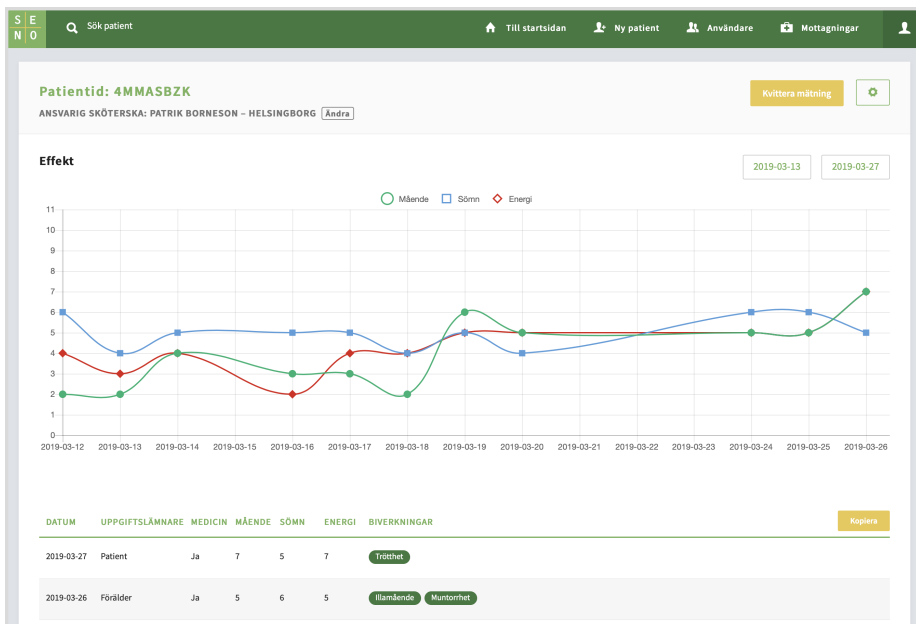 S E
N O
Sök patient
Till startsidan
Ny patient
Användare
Mottagningar
Patientid: 4MMASBZK
Kvittera mätning
ANSVARIG SKÖTERSKA: PATRIK BORNESON – HELSINGBORG Ändra
Effekt
2019-03-13 2019-03-27
Mående Sömn Energi
11
10
9
8
7
6
5
4
3
2
1
0
2019-03-12 2019-03-13 2019-03-14 2019-03-15 2019-03-16 2019-03-17 2019-03-18 2019-03-19 2019-03-20 2019-03-21 2019-03-22 2019-03-23 2019-03-24 2019-03-25 2019-03-26
DATUM UPPGIFTSLÄMNARE MEDICIN MÅENDE SÖMN ENERGI BIVERKNINGAR Kopiera
2019-03-27 Patient Ja 7 5 7 Trötthet
2019-03-26 Förälder Ja 5 6 5 Illamående Muntorrhet